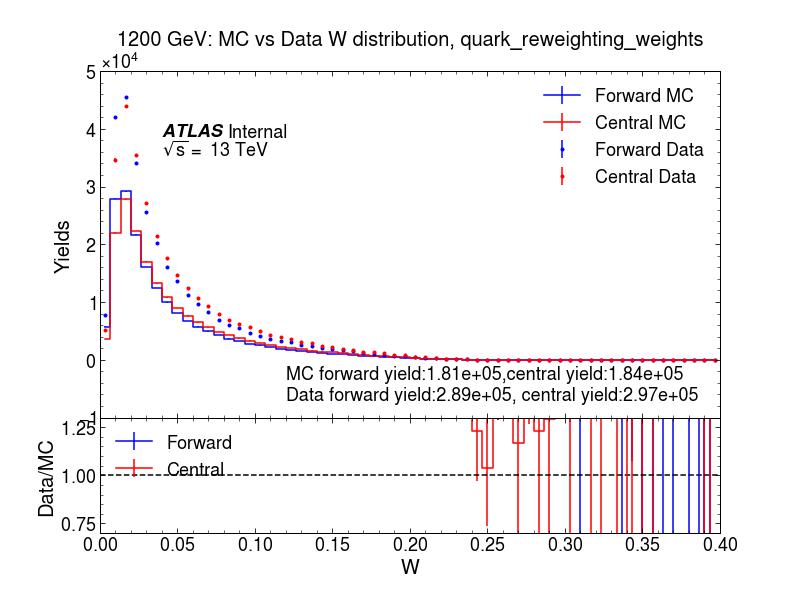 1200 GeV: MC vs Data W distribution, quark_reweighting_weights
×10⁴
5
4
3
2
1
0
−1
Yields
ATLAS Internal
√s = 13 TeV
Forward MC
Central MC
Forward Data
Central Data
MC forward yield:1.81e+05,central yield:1.84e+05
Data forward yield:2.89e+05, central yield:2.97e+05
1.25
1.00
0.75
Data/MC
Forward
Central
0.00 0.05 0.10 0.15 0.20 0.25 0.30 0.35 0.40
W